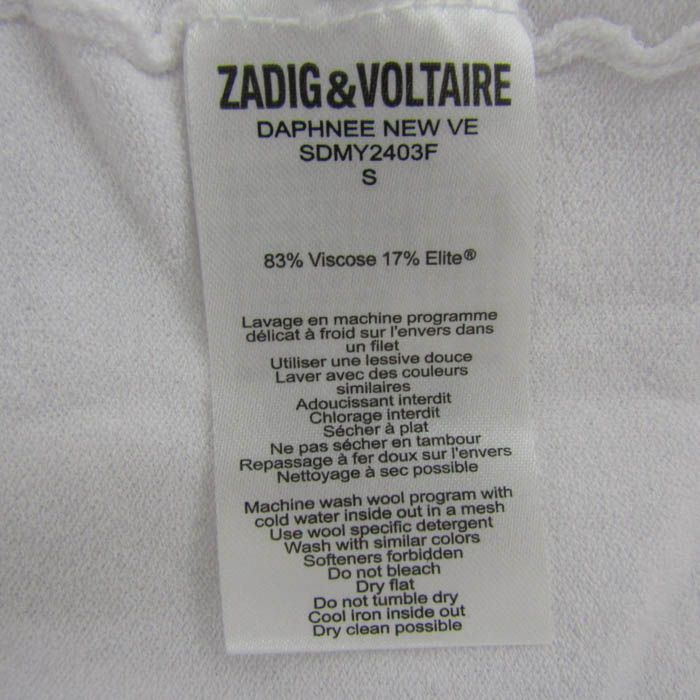 ZADIG&VOLTAIRE
DAPHNEE NEW VE
SDMY2403F
S
83% Viscose 17% Elite®
Lavage en machine programme
délicat à froid sur l'envers dans
un filet
Utiliser une lessive douce
Laver avec des couleurs
similaires
Adoucissant interdit
Chlorage interdit
Sécher à plat
Ne pas sécher en tambour
Repassage à fer doux sur l'envers
Nettoyage à sec possible
Machine wash wool program with
cold water inside out in a mesh
Use wool specific detergent
Wash with similar colors
Softeners forbidden
Do not bleach
Dry flat
Do not tumble dry
Cool iron inside out
Dry clean possible